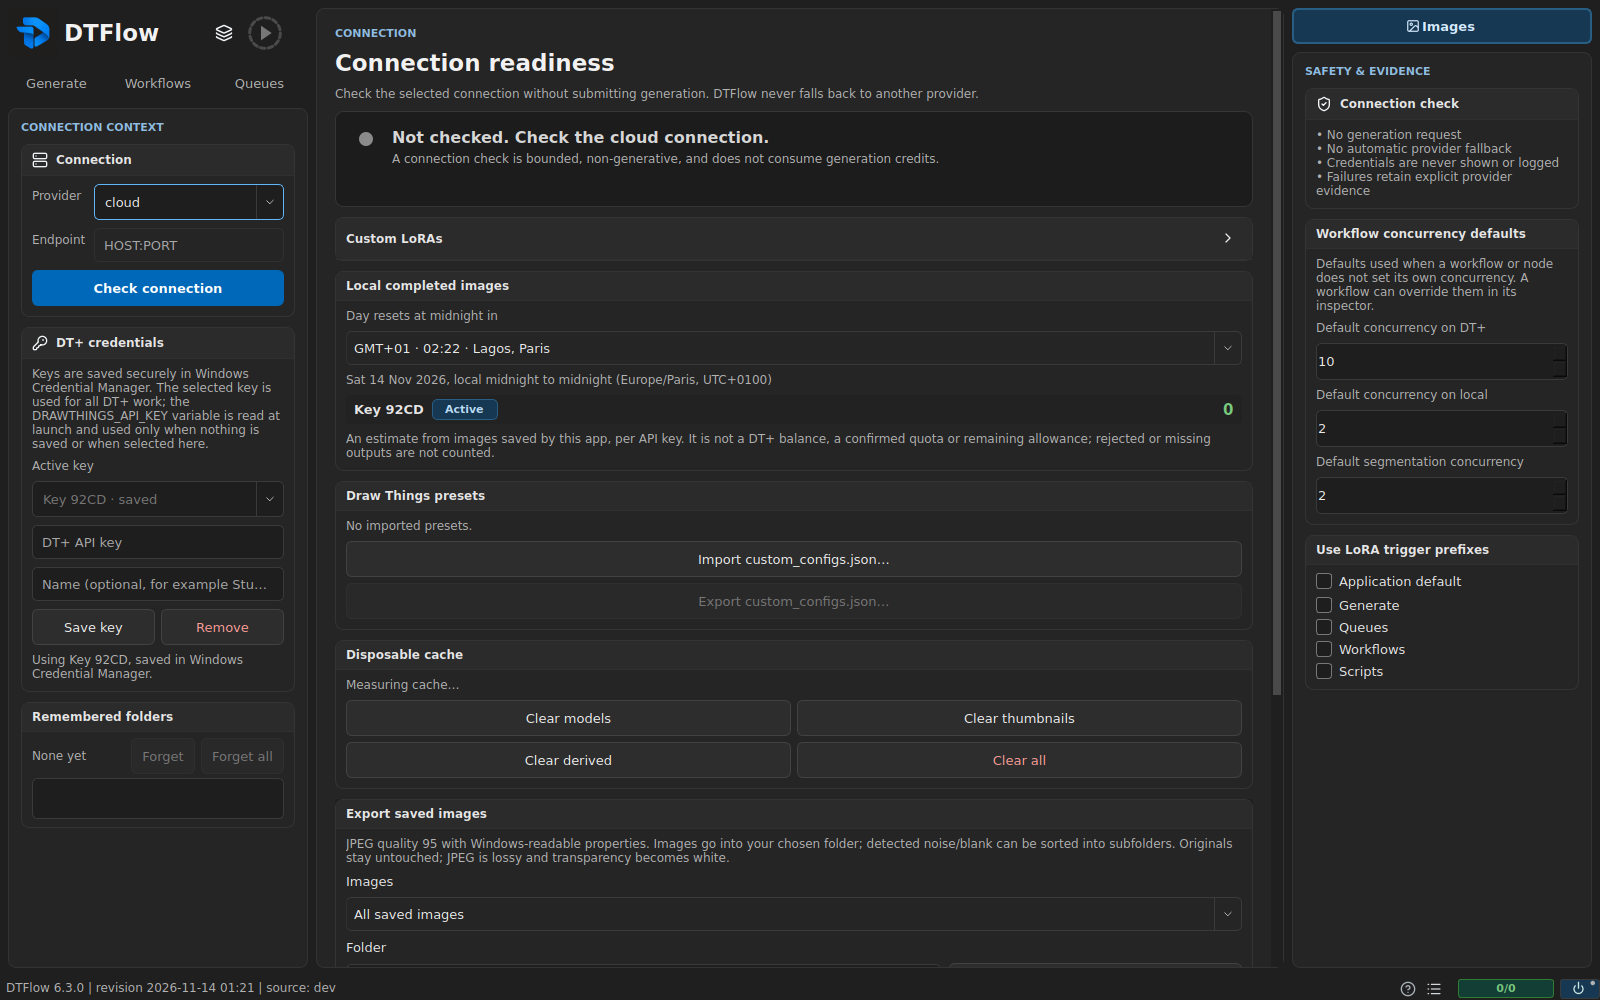 DTFlow
Generate
Workflows
Queues
CONNECTION CONTEXT
Connection
Provider
cloud
Endpoint
HOST:PORT
Check connection
DT+ credentials
Keys are saved securely in Windows
Credential Manager. The selected key is
used for all DT+ work; the
DRAWTHINGS_API_KEY variable is read at
launch and used only when nothing is
saved or when selected here.
Active key
Key 92CD · saved
DT+ API key
Name (optional, for example Stu...
Save key
Remove
Using Key 92CD, saved in Windows
Credential Manager.
Remembered folders
None yet
Forget
Forget all
CONNECTION
Connection readiness
Check the selected connection without submitting generation. DTFlow never falls back to another provider.
Not checked. Check the cloud connection.
A connection check is bounded, non-generative, and does not consume generation credits.
Custom LoRAs
Local completed images
Day resets at midnight in
GMT+01 · 02:22 · Lagos, Paris
Sat 14 Nov 2026, local midnight to midnight (Europe/Paris, UTC+0100)
Key 92CD
Active
0
An estimate from images saved by this app, per API key. It is not a DT+ balance, a confirmed quota or remaining allowance; rejected or missing
outputs are not counted.
Draw Things presets
No imported presets.
Import custom_configs.json...
Export custom_configs.json...
Disposable cache
Measuring cache...
Clear models
Clear thumbnails
Clear derived
Clear all
Export saved images
JPEG quality 95 with Windows-readable properties. Images go into your chosen folder; detected noise/blank can be sorted into subfolders. Originals
stay untouched; JPEG is lossy and transparency becomes white.
Images
All saved images
Folder
Images
SAFETY & EVIDENCE
Connection check
• No generation request
• No automatic provider fallback
• Credentials are never shown or logged
• Failures retain explicit provider
evidence
Workflow concurrency defaults
Defaults used when a workflow or node
does not set its own concurrency. A
workflow can override them in its
inspector.
Default concurrency on DT+
10
Default concurrency on local
2
Default segmentation concurrency
2
Use LoRA trigger prefixes
Application default
Generate
Queues
Workflows
Scripts
DTFlow 6.3.0 | revision 2026-11-14 01:21 | source: dev
0/0